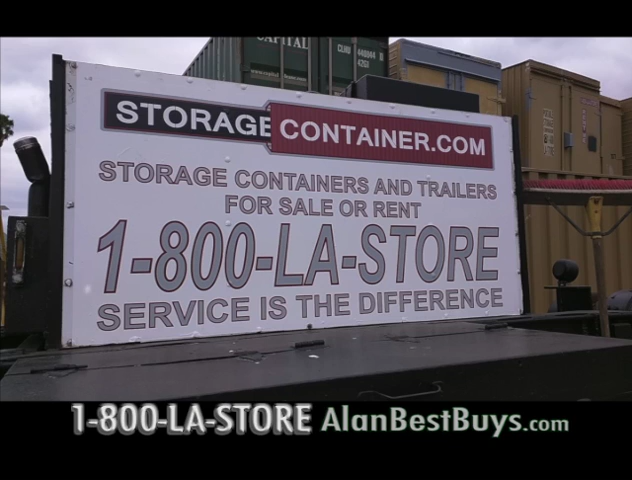 CAPITAL
STORAGE CONTAINER.COM
STORAGE CONTAINERS AND TRAILERS
FOR SALE OR RENT
1-800-LA-STORE
SERVICE IS THE DIFFERENCE
1-800-LA-STORE AlanBestBuys.com